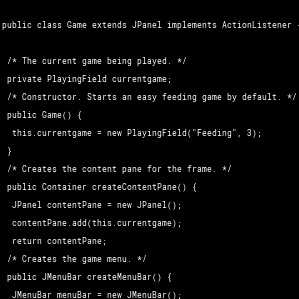 public class Game extends JPanel implements ActionListener
/* The current game being played. */
private PlayingField currentgame;
/* Constructor. Starts an easy feeding game by default. */
public Game() {
this.currentgame = new PlayingField("Feeding", 3);
}
/* Creates the content pane for the frame. */
public Container createContentPane() {
JPanel contentPane = new JPanel();
contentPane.add(this.currentgame);
return contentPane;
/* Creates the game menu. */
public JMenuBar createMenuBar() {
JMenuBar menuBar = new JMenuBar();